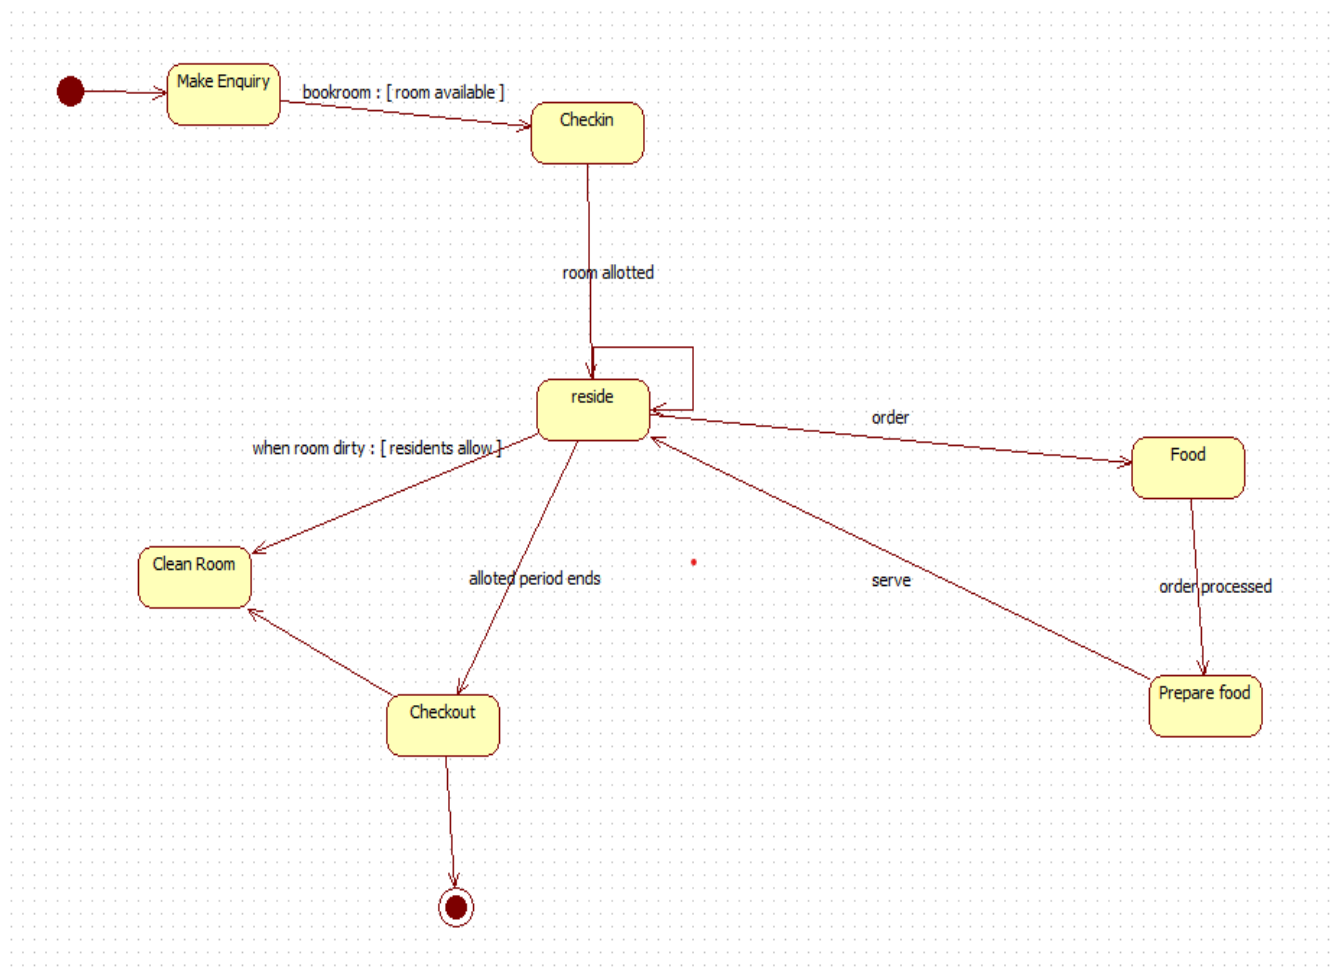 Make Enquiry
bookroom : [ room available ]
Checkin
room allotted
reside
order
when room dirty : [ residents allow ]
Food
Clean Room
alloted period ends
serve
order processed
Prepare food
Checkout